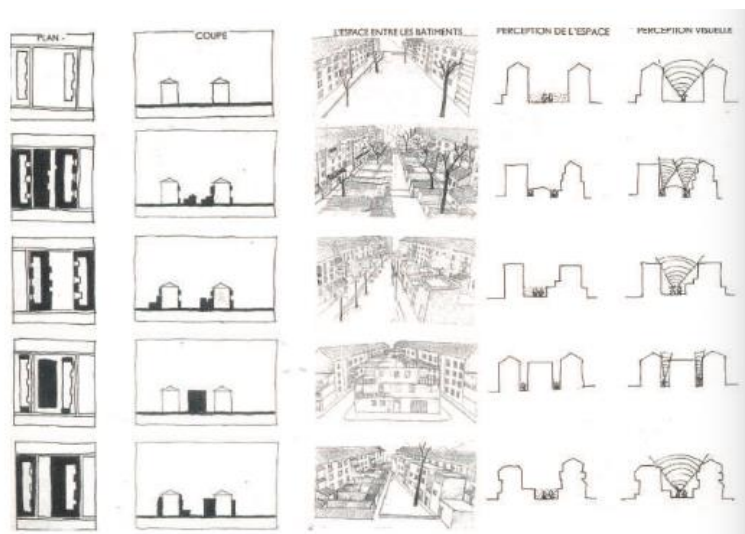 PLAN -
COUPE
L'ESPACE ENTRE LES BATIMENTS
PERCEPTION DE L'ESPACE
PERCEPTION VISUELLE